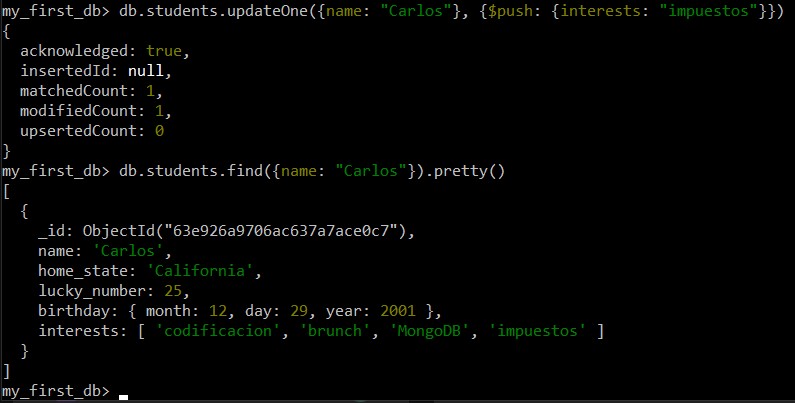 my_first_db> db.students.updateOne({name: "Carlos"}, {$push: {interests: "impuestos"}})
{
  acknowledged: true,
  insertedId: null,
  matchedCount: 1,
  modifiedCount: 1,
  upsertedCount: 0
}
my_first_db> db.students.find({name: "Carlos"}).pretty()
[
  {
    _id: ObjectId("63e926a9706ac637a7ace0c7"),
    name: 'Carlos',
    home_state: 'California',
    lucky_number: 25,
    birthday: { month: 12, day: 29, year: 2001 },
    interests: [ 'codificacion', 'brunch', 'MongoDB', 'impuestos' ]
  }
]
my_first_db>